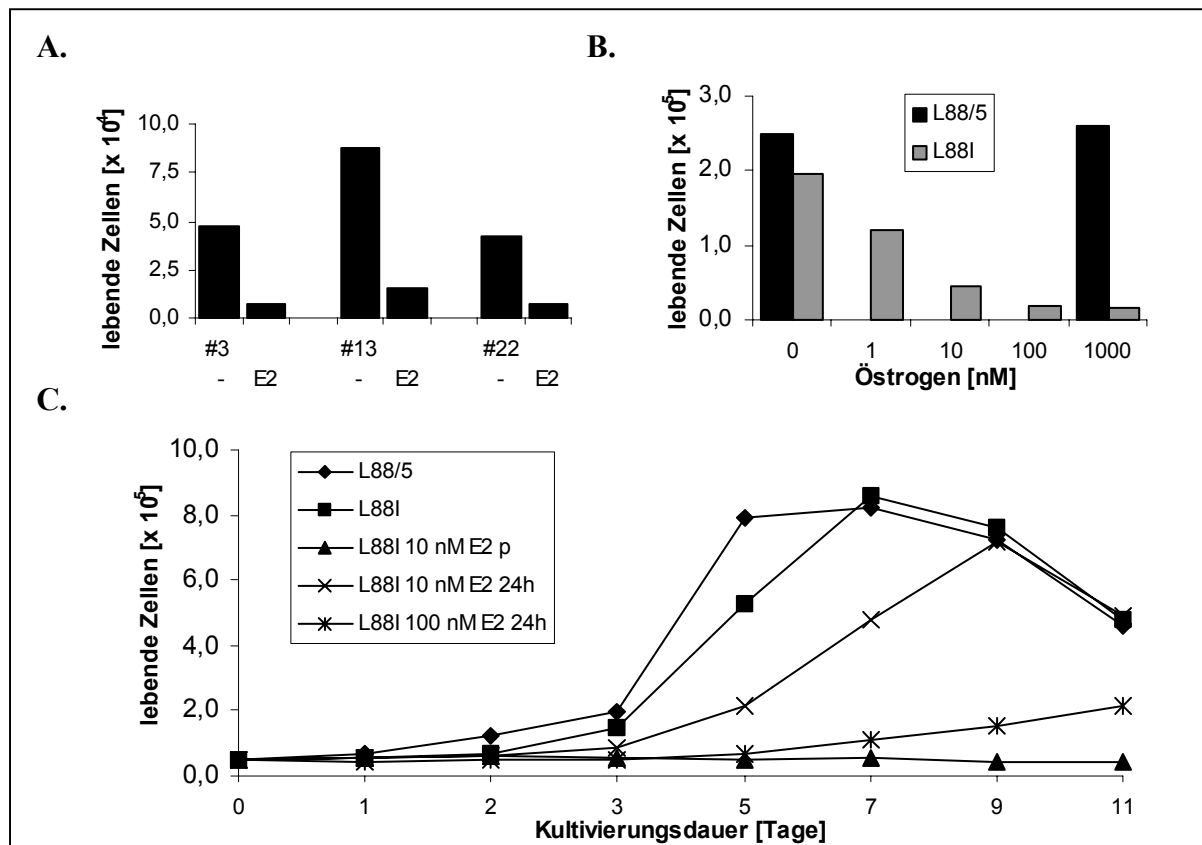 A.
lebende Zellen [x 10⁴]
10,0
7,5
5,0
2,5
0,0
#3 #13 #22
- E2 - E2 - E2
B.
lebende Zellen [x 10⁵]
3,0
2,0
1,0
0,0
L88/5
L88I
0 1 10 100 1000
Östrogen [nM]
C.
lebende Zellen [x 10⁵]
10,0
8,0
6,0
4,0
2,0
0,0
L88/5
L88I
L88I 10 nM E2 p
L88I 10 nM E2 24h
L88I 100 nM E2 24h
0 1 2 3 5 7 9 11
Kultivierungsdauer [Tage]